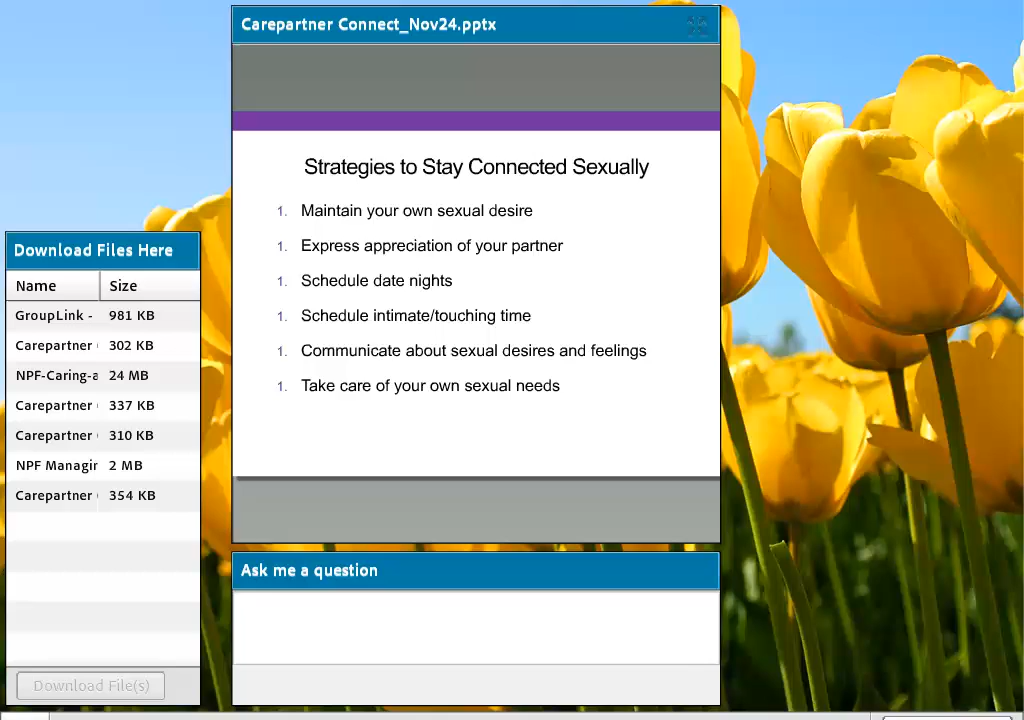 Carepartner Connect_Nov24.pptx
Strategies to Stay Connected Sexually
1. Maintain your own sexual desire
1. Express appreciation of your partner
1. Schedule date nights
1. Schedule intimate/touching time
1. Communicate about sexual desires and feelings
1. Take care of your own sexual needs
Download Files Here
Name Size
GroupLink - 981 KB
Carepartner 302 KB
NPF-Caring-a 24 MB
Carepartner 337 KB
Carepartner 310 KB
NPF Managin 2 MB
Carepartner 354 KB
Download File(s)
Ask me a question